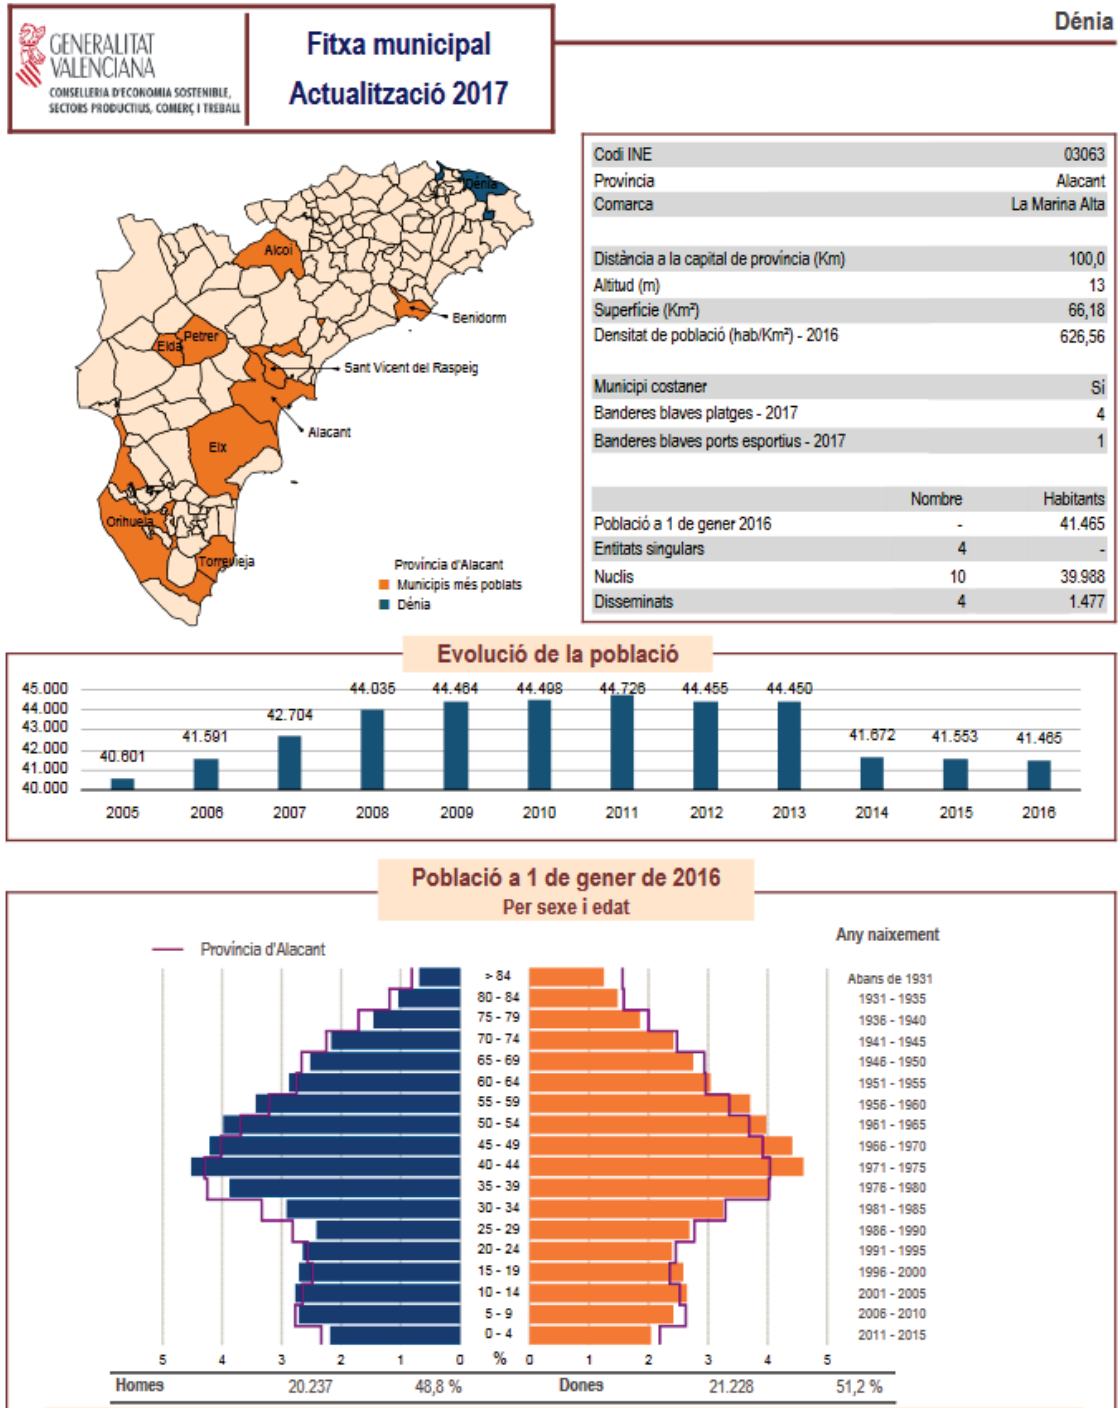 Dénia
GENERALITAT
VALENCIANA
CONSELLERIA D'ECONOMIA SOSTENIBLE,
SECTORS PRODUCTIUS, COMERÇ I TREBALL
Fitxa municipal
Actualització 2017
Dénia
Alcoi
Benidorm
Petrer
Elda
Sant Vicent del Raspeig
Alacant
Elx
Orihuela
Torrevieja
Província d'Alacant
Municipis més poblats
Dénia
Codi INE 03063
Província Alacant
Comarca La Marina Alta
Distància a la capital de província (Km) 100,0
Altitud (m) 13
Superfície (Km²) 66,18
Densitat de població (hab/Km²) - 2016 626,56
Municipi costaner Sí
Banderes blaves platges - 2017 4
Banderes blaves ports esportius - 2017 1
Nombre Habitants
Població a 1 de gener 2016 - 41.465
Entitats singulars 4 -
Nuclis 10 39.988
Disseminats 4 1.477
Evolució de la població
45.000
44.000
43.000
42.000
41.000
40.000
40.601 41.591 42.704 44.035 44.464 44.498 44.726 44.455 44.450 41.672 41.553 41.465
2005 2006 2007 2008 2009 2010 2011 2012 2013 2014 2015 2016
Població a 1 de gener de 2016
Per sexe i edat
Província d'Alacant
Any naixement
> 84 Abans de 1931
80 - 84 1931 - 1935
75 - 79 1936 - 1940
70 - 74 1941 - 1945
65 - 69 1946 - 1950
60 - 64 1951 - 1955
55 - 59 1956 - 1960
50 - 54 1961 - 1965
45 - 49 1966 - 1970
40 - 44 1971 - 1975
35 - 39 1976 - 1980
30 - 34 1981 - 1985
25 - 29 1986 - 1990
20 - 24 1991 - 1995
15 - 19 1996 - 2000
10 - 14 2001 - 2005
5 - 9 2006 - 2010
0 - 4 2011 - 2015
5 4 3 2 1 0 % 0 1 2 3 4 5
Homes 20.237 48,8 % Dones 21.228 51,2 %